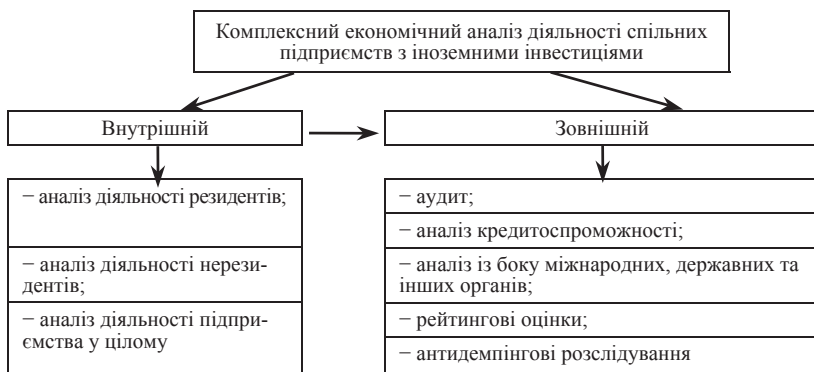 Комплексний економічний аналіз діяльності спільних
підприємств з іноземними інвестиціями
Внутрішній
Зовнішній
− аналіз діяльності резидентів;
− аналіз діяльності нерези-
дентів;
− аналіз діяльності підпри-
ємства у цілому
− аудит;
− аналіз кредитоспроможності;
− аналіз із боку міжнародних, державних та
інших органів;
− рейтингові оцінки;
− антидемпінгові розслідування